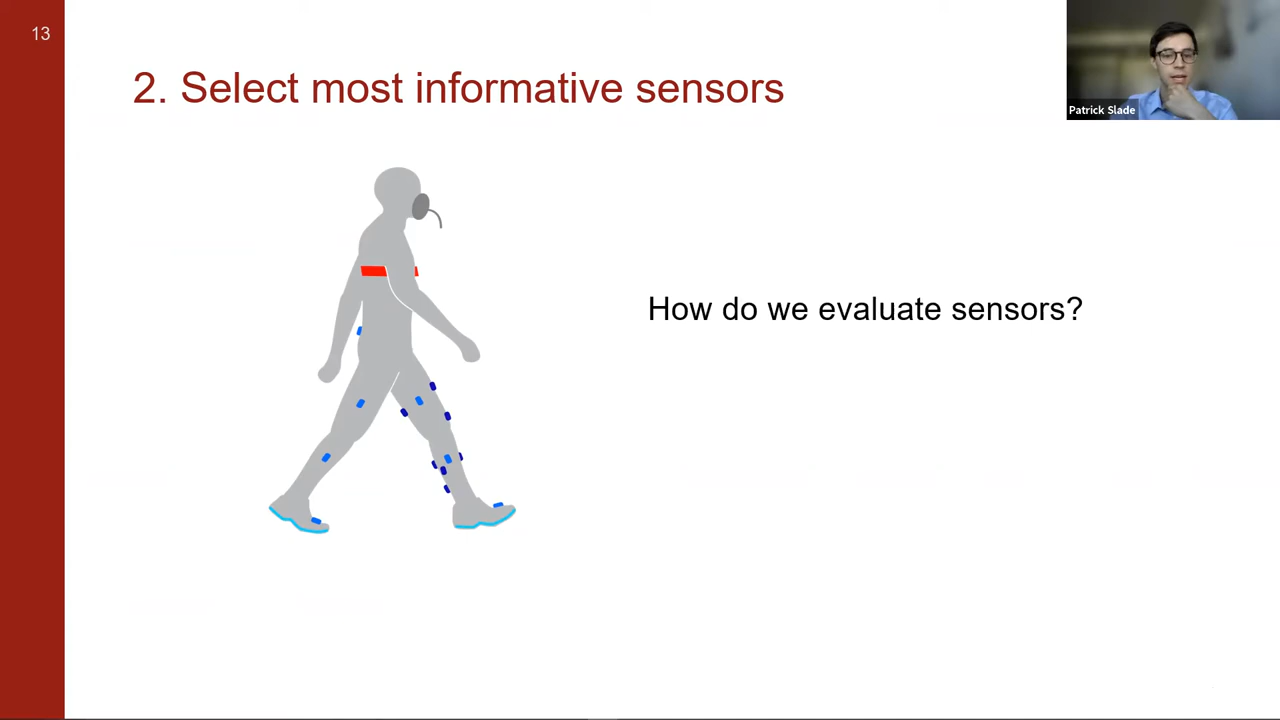 13
2. Select most informative sensors
Patrick Slade
How do we evaluate sensors?